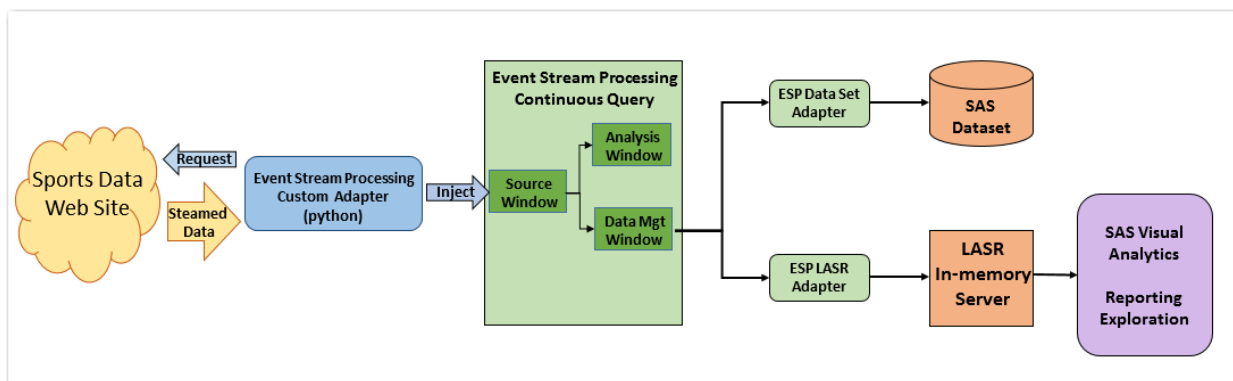 Sports Data
Web Site
Request
Steamed
Data
Event Stream Processing
Custom Adapter
(python)
Inject
Event Stream Processing
Continuous Query
Source
Window
Analysis
Window
Data Mgt
Window
ESP Data Set
Adapter
SAS
Dataset
ESP LASR
Adapter
LASR
In-memory
Server
SAS Visual
Analytics
Reporting
Exploration